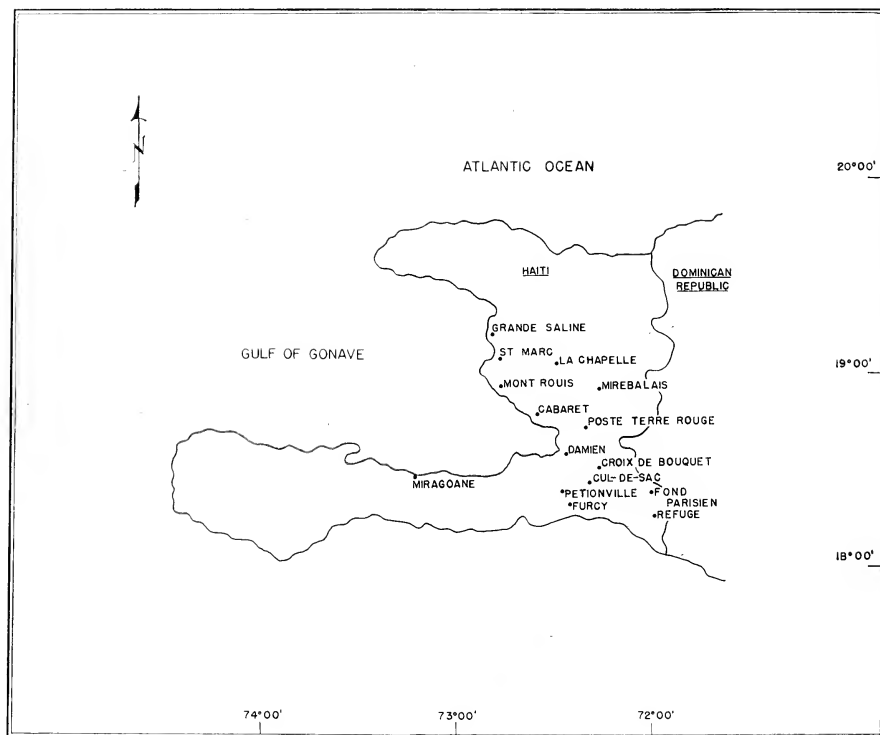 N
ATLANTIC OCEAN
20°00'
HAITI
DOMINICAN
REPUBLIC
GRANDE SALINE
GULF OF GONAVE
ST MARC
LA CHAPELLE
19°00'
MONT ROUIS
MIREBALAIS
CABARET
POSTE TERRE ROUGE
DAMIEN
CROIX DE BOUQUET
MIRAGOANE
CUL-DE-SAC
PETIONVILLE
FOND
PARISIEN
FURCY
REFUGE
18°00'
74°00'
73°00'
72°00'